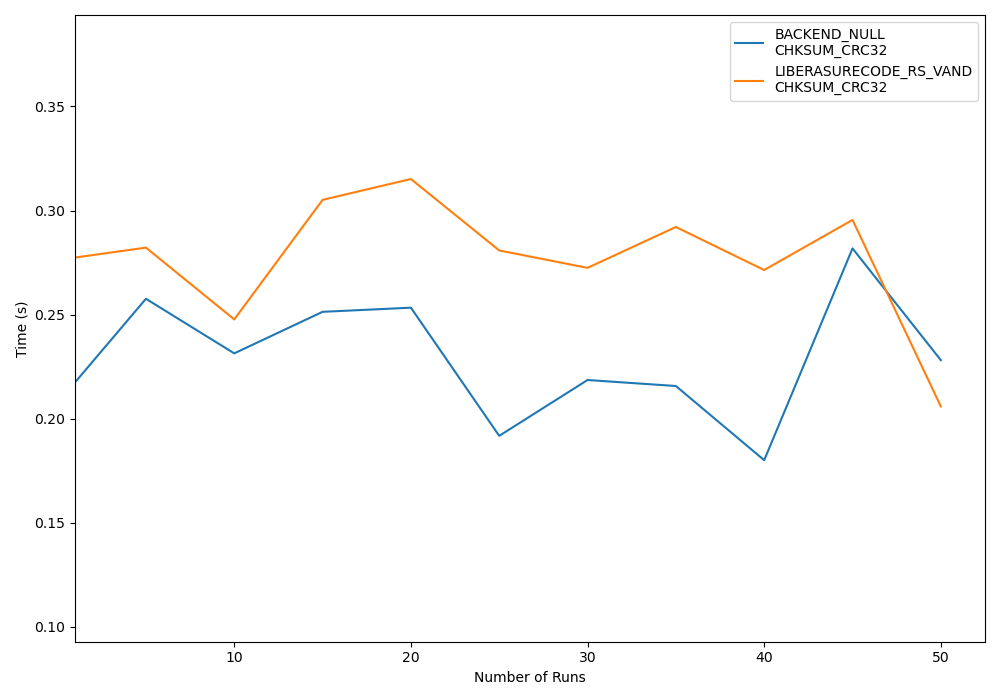 BACKEND_NULL
CHKSUM_CRC32
LIBERASURECODE_RS_VAND
CHKSUM_CRC32
0.35
0.30
0.25
0.20
0.15
0.10
Time (s)
10 20 30 40 50
Number of Runs